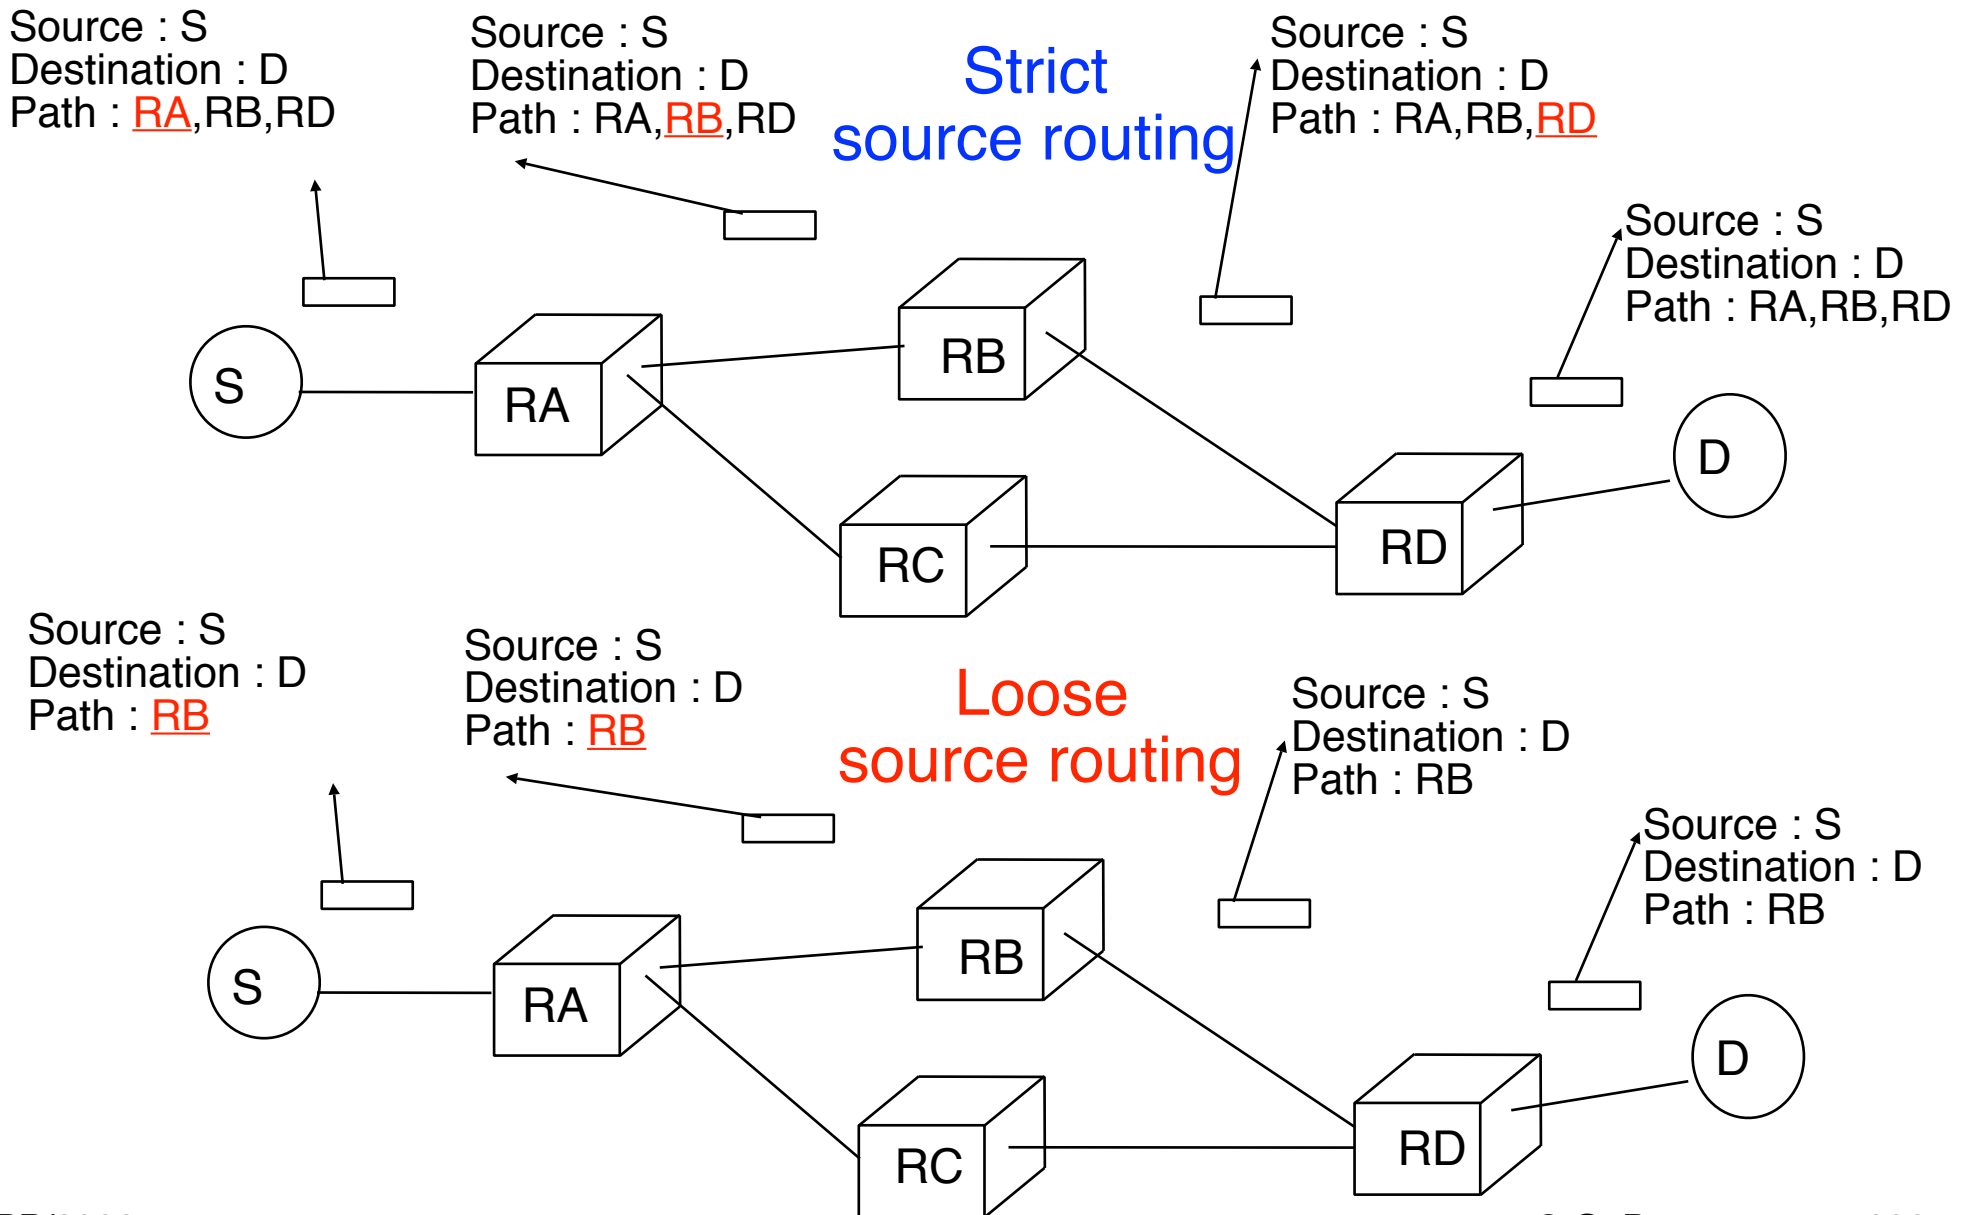 Source : S
Destination : D
Path : RA,RB,RD
Source : S
Destination : D
Path : RA,RB,RD
Strict
source routing
Source : S
Destination : D
Path : RA,RB,RD
Source : S
Destination : D
Path : RA,RB,RD
S
RA
RB
RC
RD
D
Source : S
Destination : D
Path : RB
Source : S
Destination : D
Path : RB
Loose
source routing
Source : S
Destination : D
Path : RB
Source : S
Destination : D
Path : RB
S
RA
RB
RC
RD
D